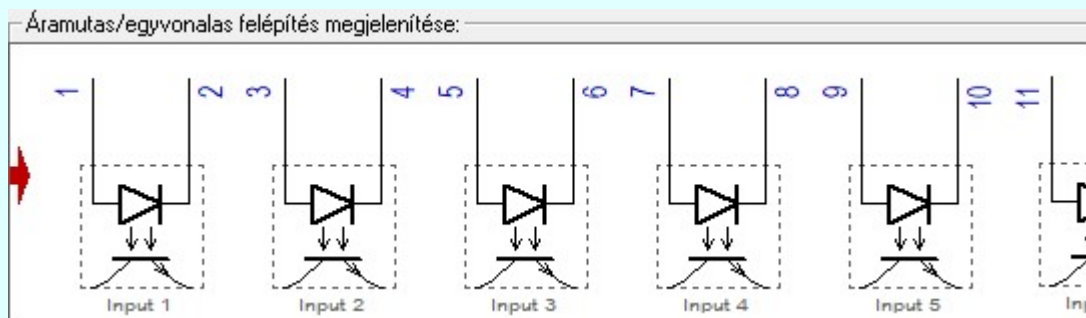 Áramutas/egyvonalas felépítés megjelenítése:
1 2 3 4 5 6 7 8 9 10 11
Input 1 Input 2 Input 3 Input 4 Input 5